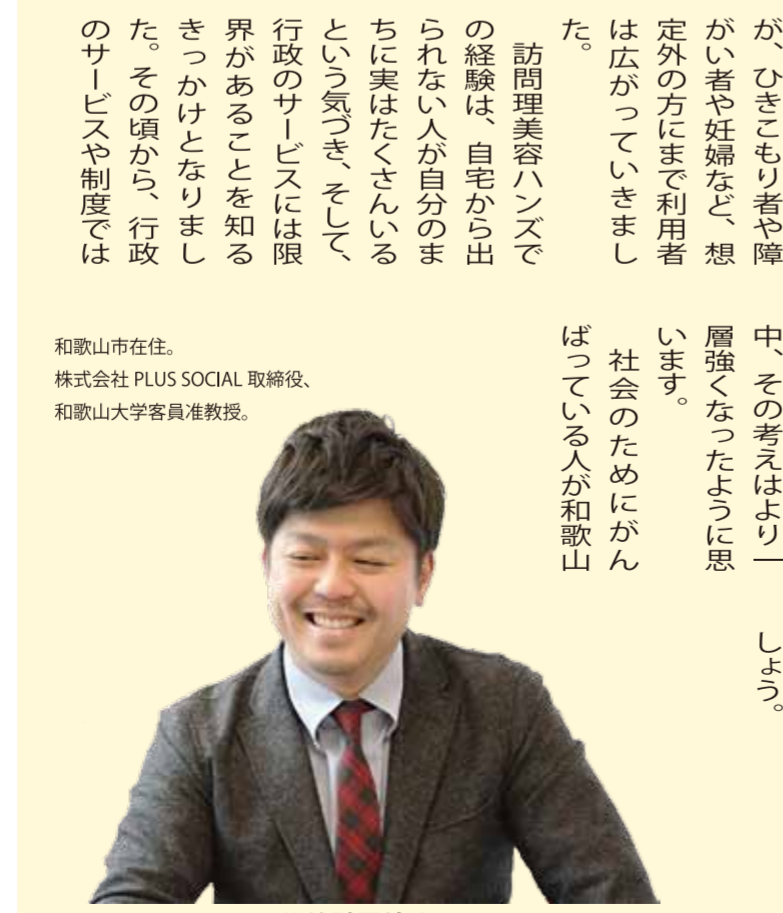 が、ひきこもり者や障
がい者や妊婦など、想
定外の方にまで利用者
は広がっていきまし
た。
訪問理美容ハンズで
の経験は、自宅から出
られない人が自分のま
ちに実はたくさんいる
という気づき、そして、
行政のサービスには限
界があることを知る
きっかけとなりまし
た。その頃から、行政
のサービスや制度では
中、その考えはより一
層強くなったように思
います。
社会のためにがん
ばっている人が和歌山
しょう。
和歌山市在住。
株式会社 PLUS SOCIAL 取締役、
和歌山大学客員准教授。